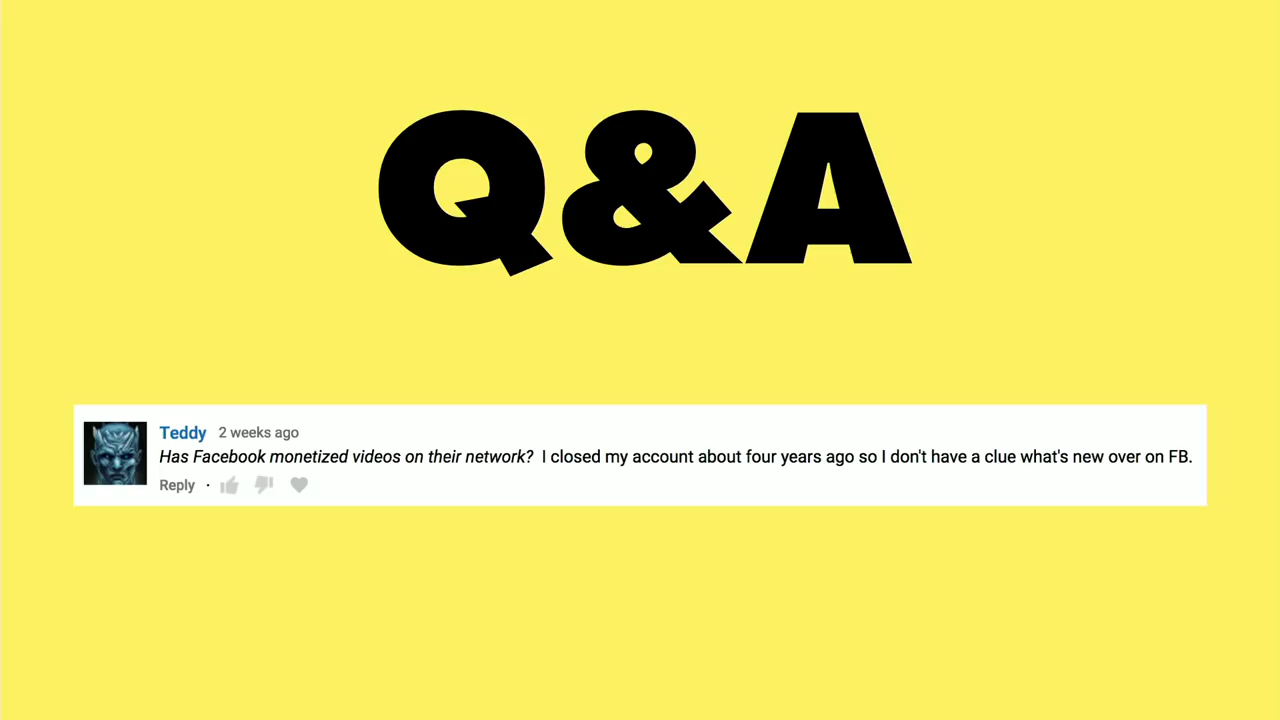 Q&A
Teddy 2 weeks ago
Has Facebook monetized videos on their network? I closed my account about four years ago so I don't have a clue what's new over on FB.
Reply ·